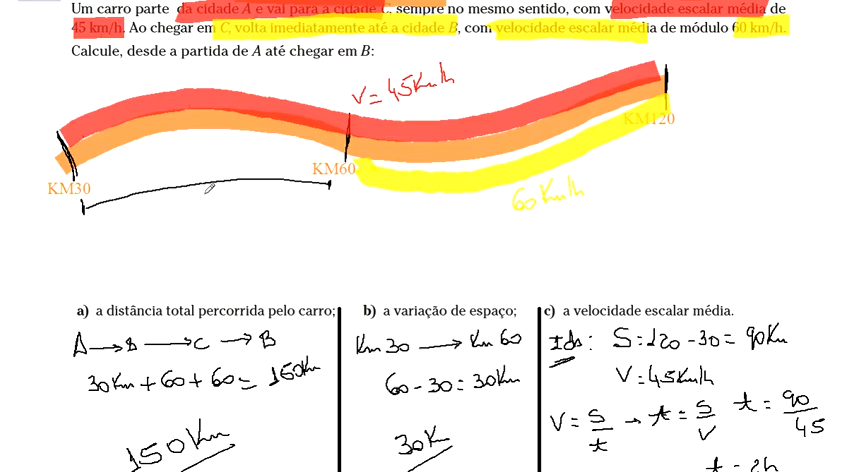 Um carro parte da cidade A e vai para a cidade C, sempre no mesmo sentido, com velocidade escalar média de
45 km/h. Ao chegar em C, volta imediatamente até a cidade B, com velocidade escalar média de módulo 60 km/h.
Calcule, desde a partida de A até chegar em B:
V = 45Km/h
KM120
KM60
KM30
60 Km/h
a) a distância total percorrida pelo carro;
A → B → C → B
30Km + 60 + 60 = 150Km
150Km
b) a variação de espaço;
Km 30 → Km 60
60 - 30 = 30Km
30K
c) a velocidade escalar média.
Ida: S = 120 - 30 = 90Km
V = 45Km/h
V = S/t → t = S/V t = 90/45
t = 2h